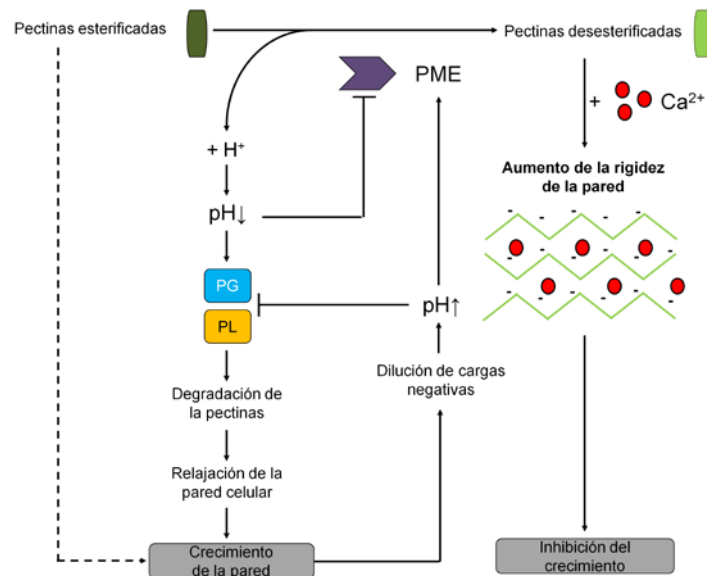 Pectinas esterificadas
Pectinas desesterificadas
PME
+ Ca²⁺
+ H⁺
Aumento de la rigidez
de la pared
pH↓
- - - - - -
PG
pH↑
- - - - - -
PL
- - - - - -
Dilución de cargas
negativas
Degradación de
la pectinas
Relajación de la
pared celular
Crecimiento
de la pared
Inhibición del
crecimiento